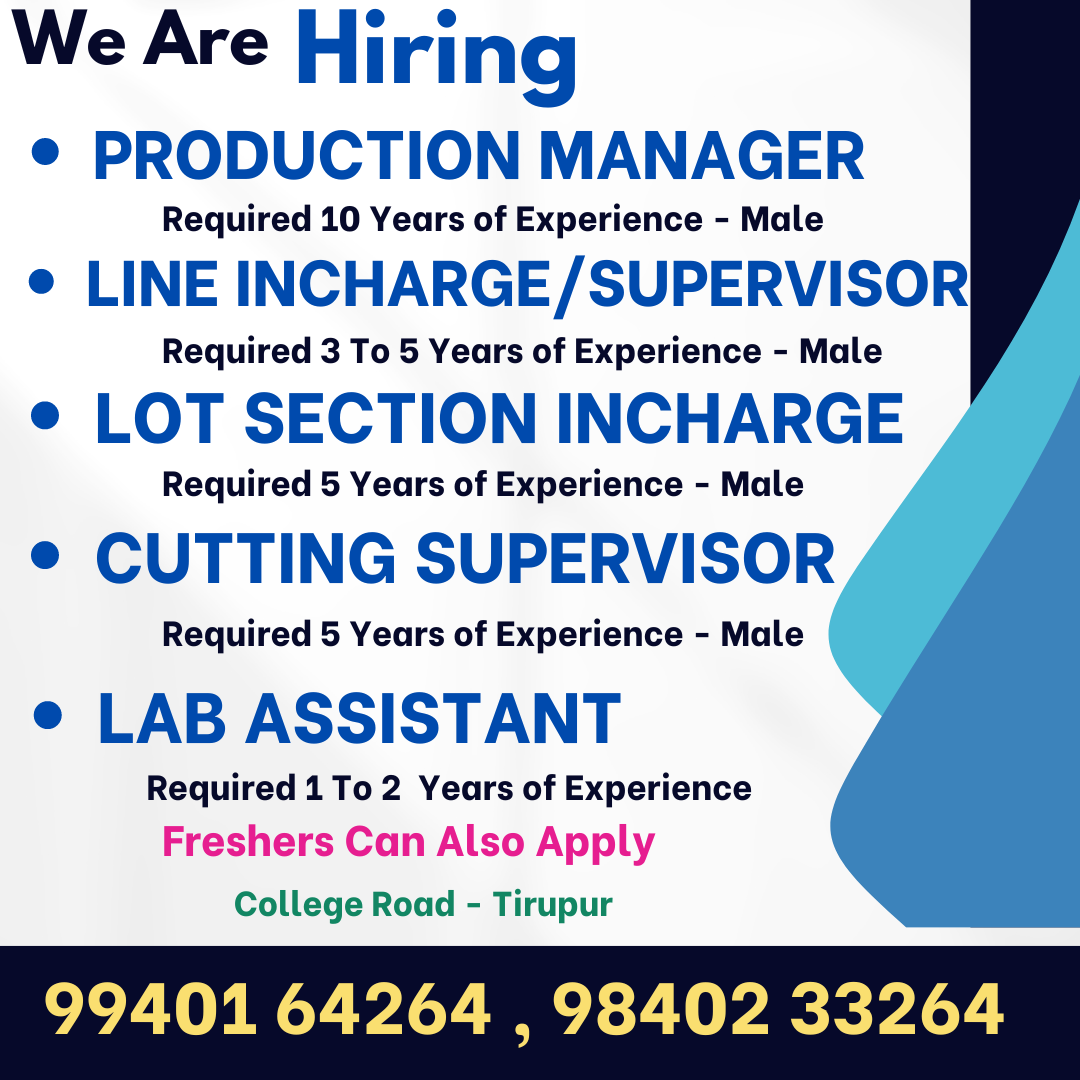 We Are Hiring
• PRODUCTION MANAGER
Required 10 Years of Experience - Male
• LINE INCHARGE/SUPERVISOR
Required 3 To 5 Years of Experience - Male
• LOT SECTION INCHARGE
Required 5 Years of Experience - Male
• CUTTING SUPERVISOR
Required 5 Years of Experience - Male
• LAB ASSISTANT
Required 1 To 2 Years of Experience
Freshers Can Also Apply
College Road - Tirupur
99401 64264 , 98402 33264